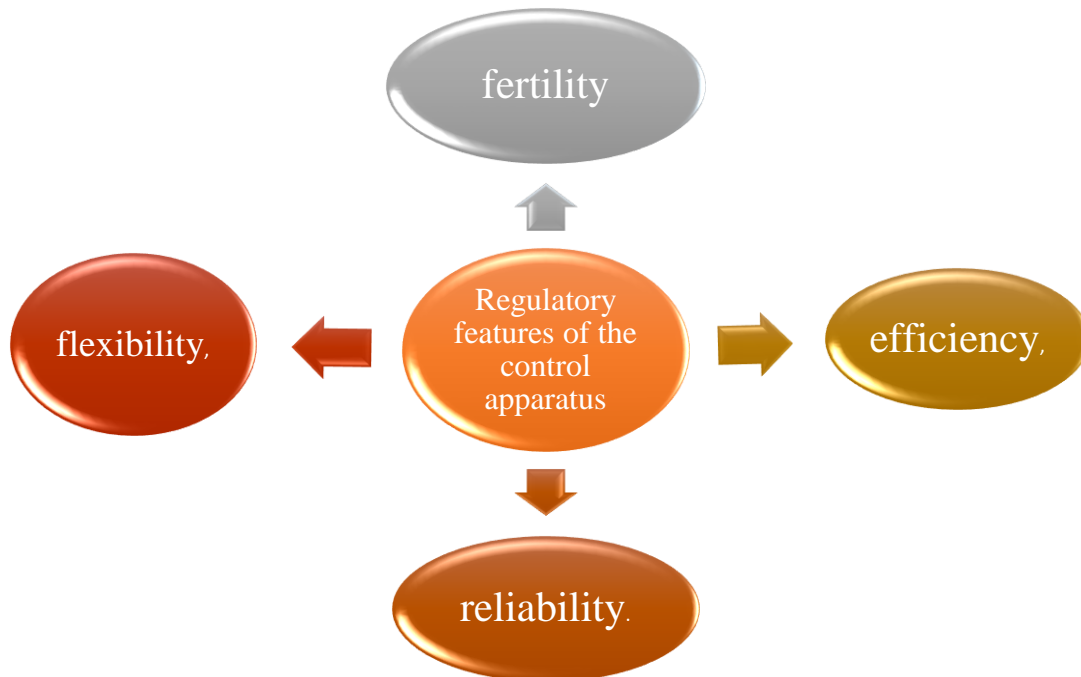 fertility
flexibility,
Regulatory
features of the
control
apparatus
efficiency,
reliability.